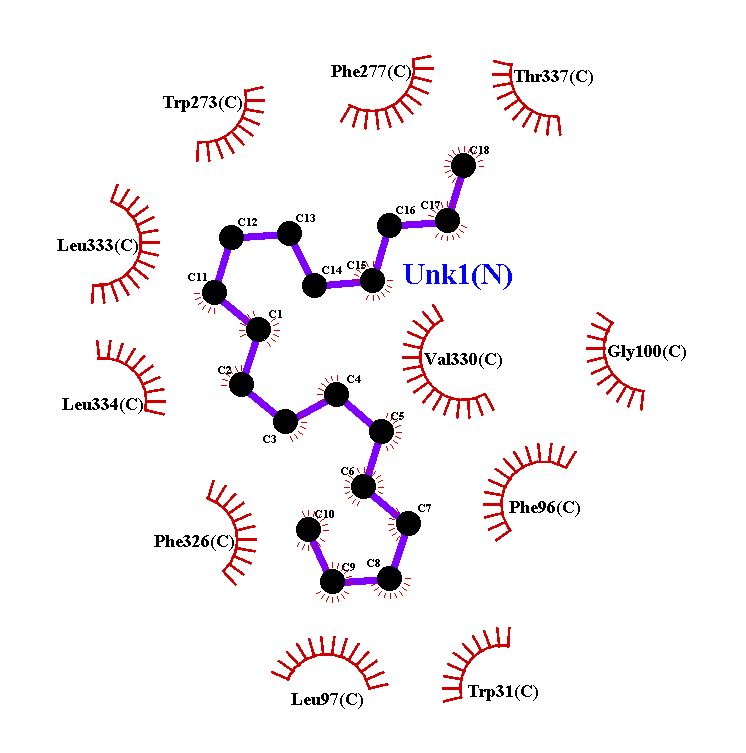 Phe277(C)
Thr337(C)
Trp273(C)
C18
C17
C16
C13
C12
Leu333(C)
C15
Unk1(N)
C14
C11
C1
Gly100(C)
Val330(C)
C2
C4
Leu334(C)
C5
C3
C6
Phe96(C)
C10
C7
Phe326(C)
C9
C8
Trp31(C)
Leu97(C)